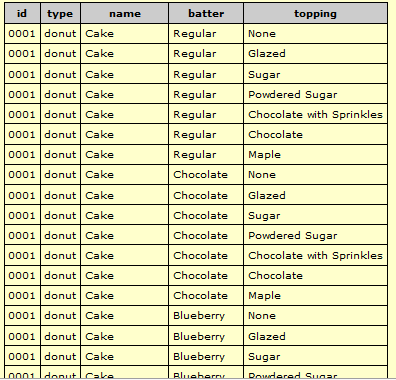 id type name batter topping
0001 donut Cake Regular None
0001 donut Cake Regular Glazed
0001 donut Cake Regular Sugar
0001 donut Cake Regular Powdered Sugar
0001 donut Cake Regular Chocolate with Sprinkles
0001 donut Cake Regular Chocolate
0001 donut Cake Regular Maple
0001 donut Cake Chocolate None
0001 donut Cake Chocolate Glazed
0001 donut Cake Chocolate Sugar
0001 donut Cake Chocolate Powdered Sugar
0001 donut Cake Chocolate Chocolate with Sprinkles
0001 donut Cake Chocolate Chocolate
0001 donut Cake Chocolate Maple
0001 donut Cake Blueberry None
0001 donut Cake Blueberry Glazed
0001 donut Cake Blueberry Sugar
0001 donut Cake Blueberry Powdered Sugar